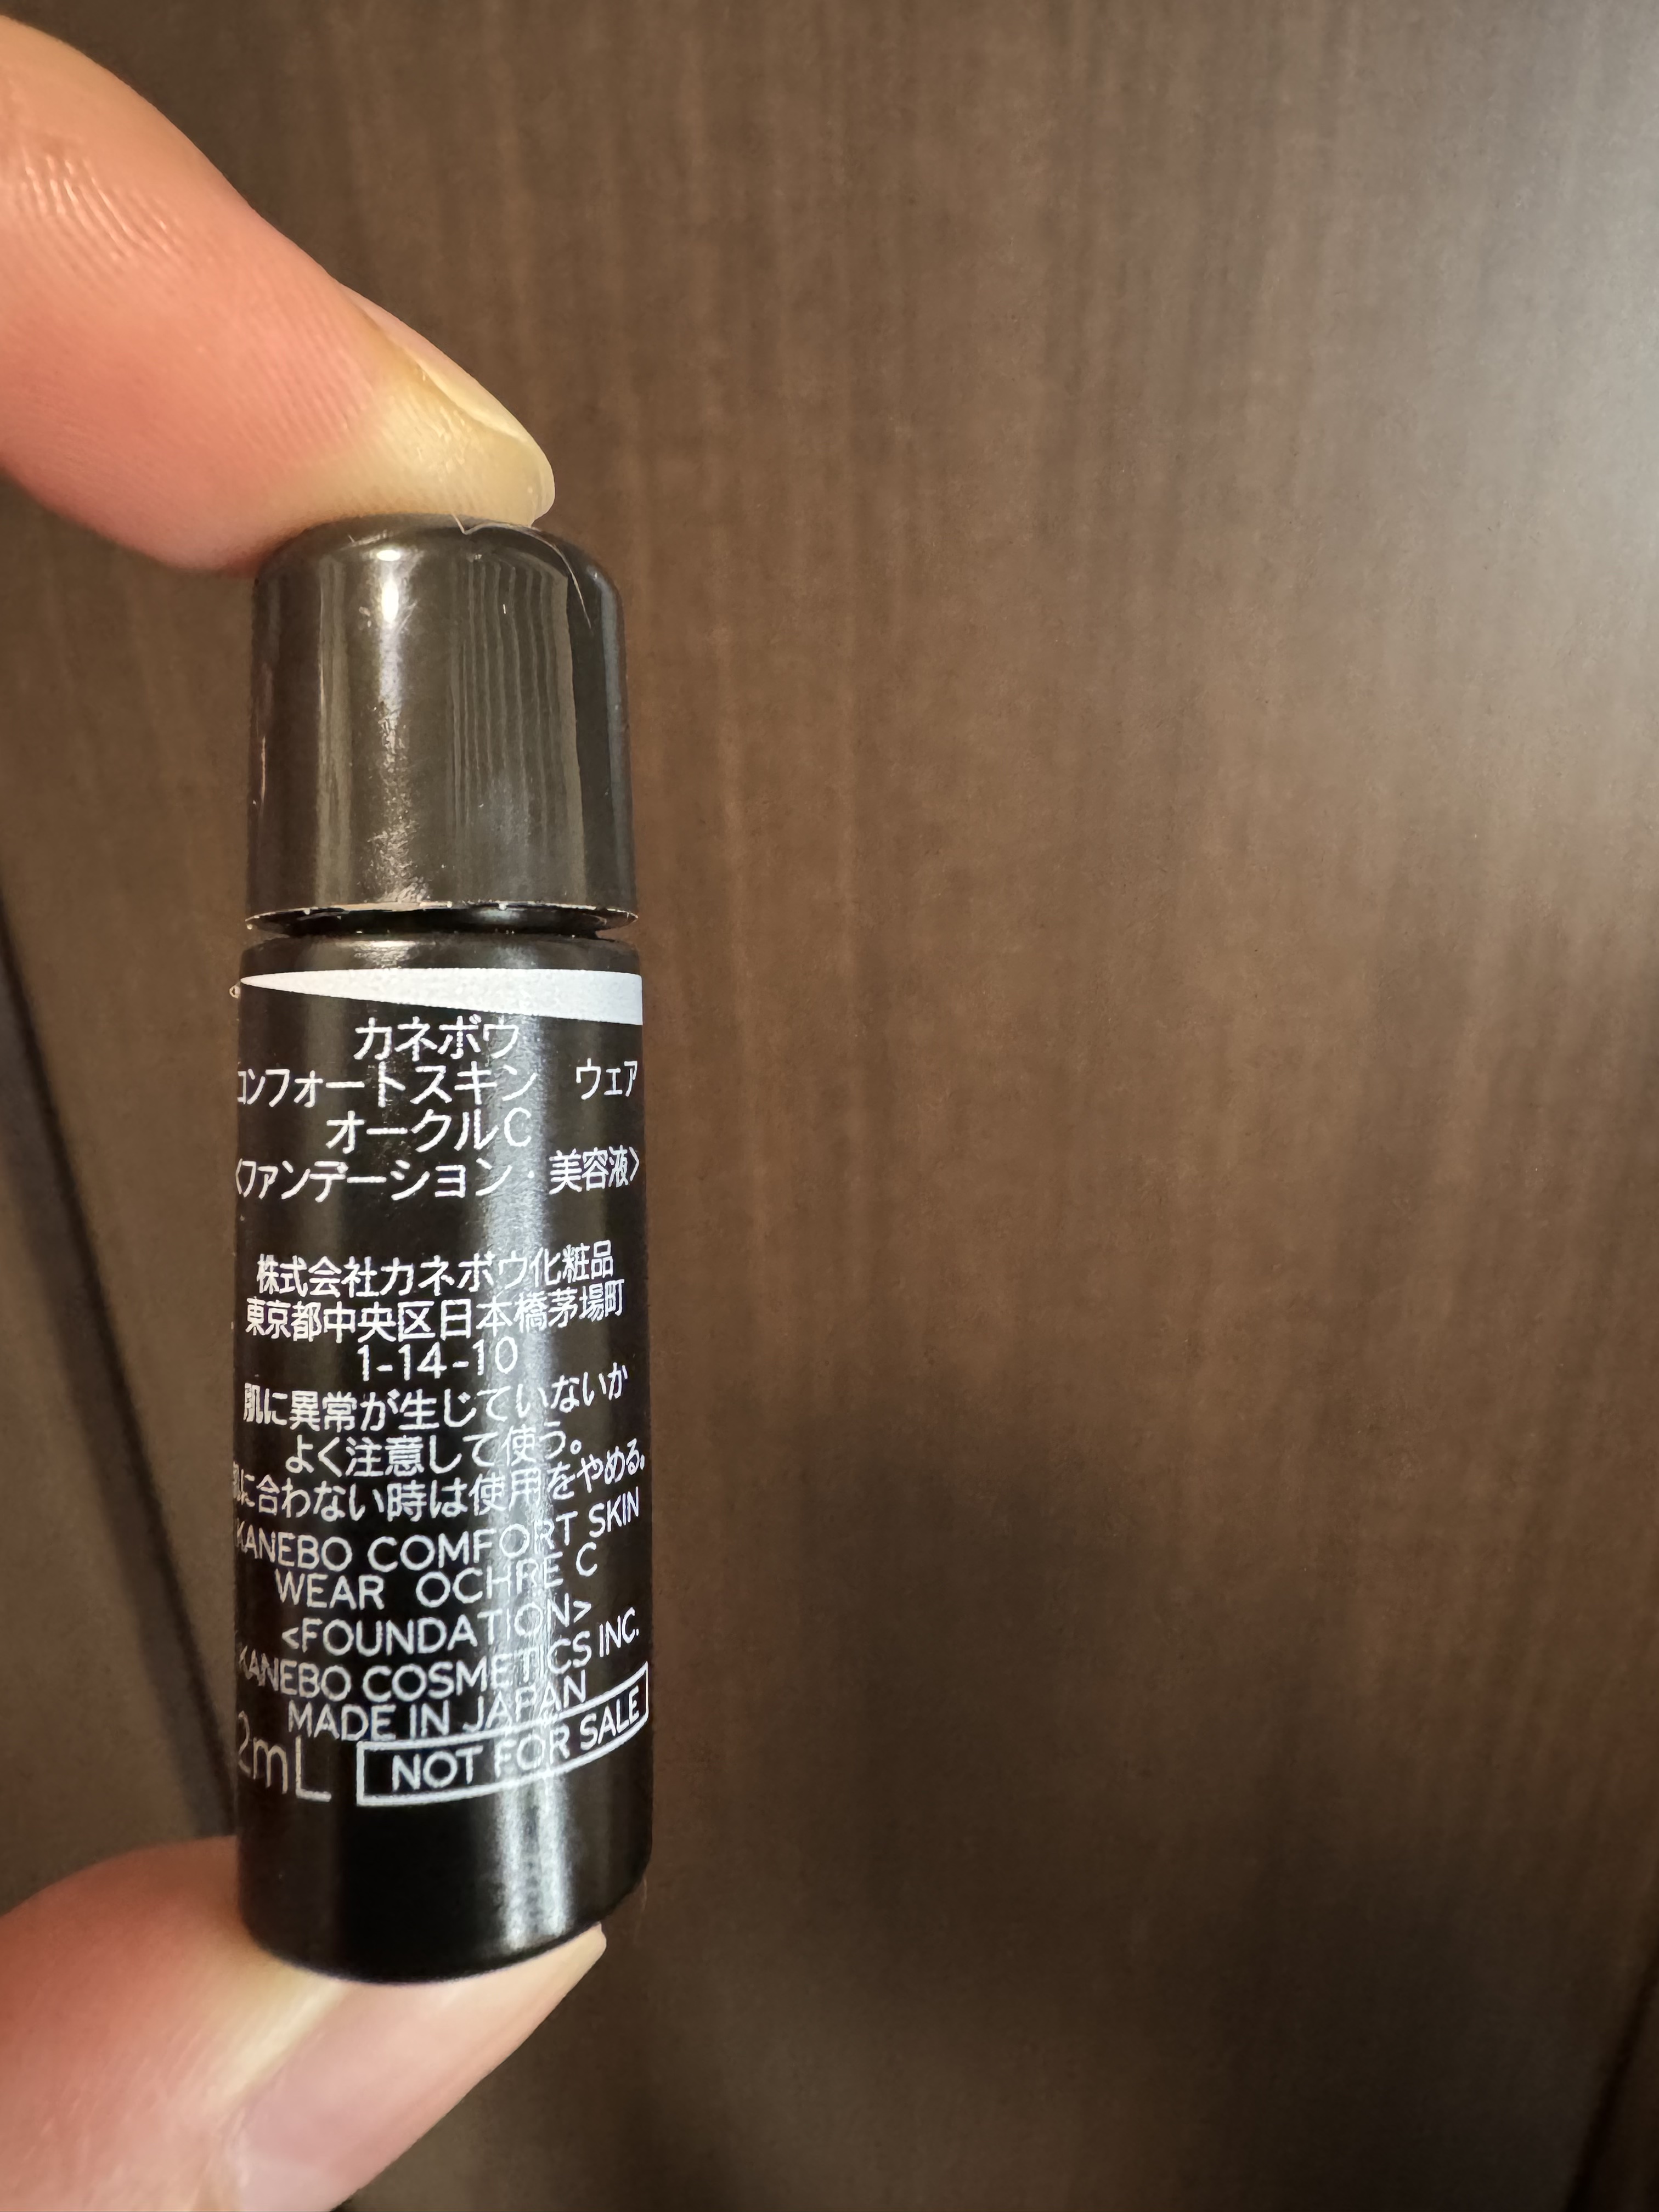 カネボウ
コンフォートスキン ウェア
オークルC
<ファンデーション・美容液>
株式会社カネボウ化粧品
東京都中央区日本橋茅場町
1-14-10
肌に異常が生じていないか
よく注意して使う。
肌に合わない時は使用をやめる。
KANEBO COMFORT SKIN
WEAR OCHRE C
<FOUNDATION>
KANEBO COSMETICS INC.
MADE IN JAPAN
2mL NOT FOR SALE